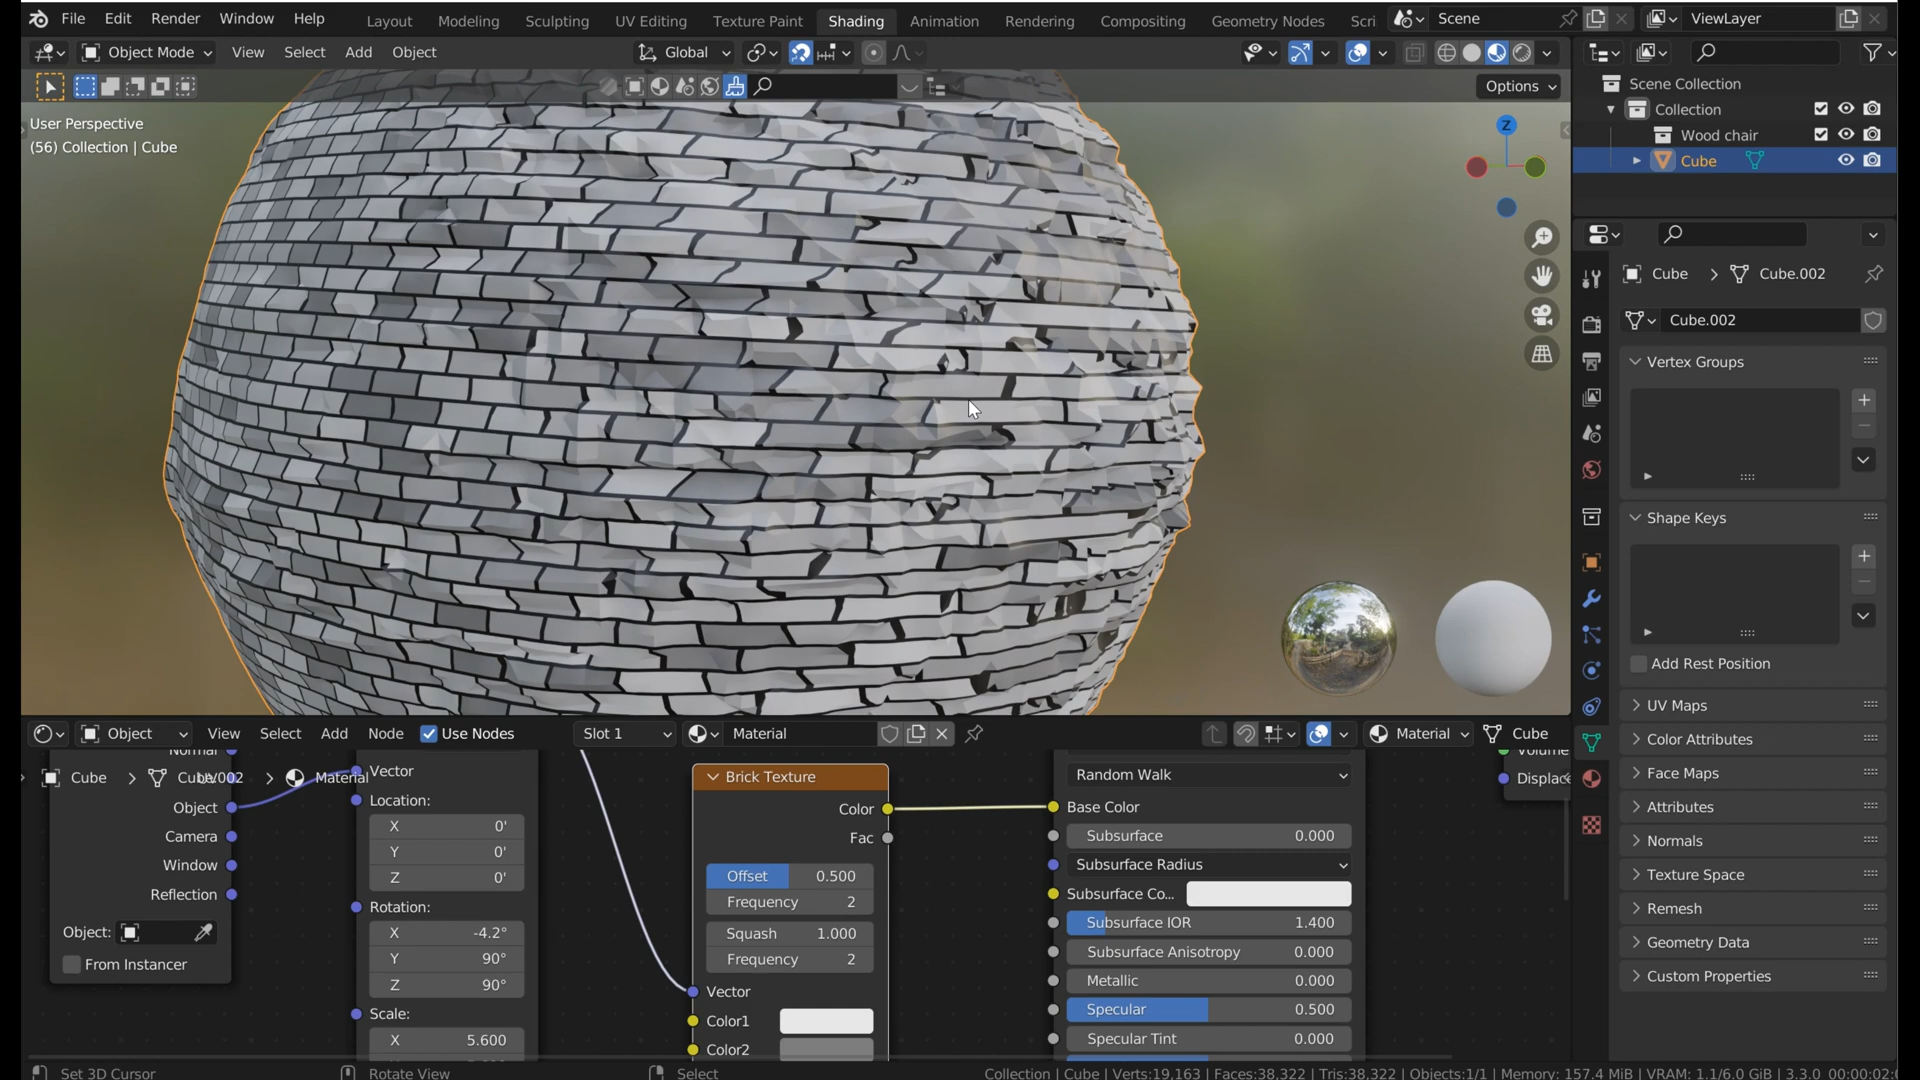 File Edit Render Window Help Layout Modeling Sculpting UV Editing Texture Paint Shading Animation Rendering Compositing Geometry Nodes Scri Scene ViewLayer
Object Mode View Select Add Object Global
Options
User Perspective
(56) Collection | Cube
Z
Scene Collection
Collection
Wood chair
Cube
Cube Cube.002
Cube.002
Vertex Groups
Shape Keys
Add Rest Position
UV Maps
Color Attributes
Face Maps
Attributes
Normals
Texture Space
Remesh
Geometry Data
Custom Properties
Object View Select Add Node Use Nodes Slot 1 Material Material Cube
Normal
Cube Material
Object
Camera
Window
Reflection
Object:
From Instancer
Vector
Location:
X 0'
Y 0'
Z 0'
Rotation:
X -4.2°
Y 90°
Z 90°
Scale:
X 5.600
Brick Texture
Color
Fac
Offset 0.500
Frequency 2
Squash 1.000
Frequency 2
Vector
Color1
Color2
Random Walk
Base Color
Subsurface 0.000
Subsurface Radius
Subsurface Co...
Subsurface IOR 1.400
Subsurface Anisotropy 0.000
Metallic 0.000
Specular 0.500
Specular Tint 0.000
Volume
Displac
Set 3D Cursor Rotate View Select Collection | Cube | Verts:19,163 | Faces:38,322 | Tris:38,322 | Objects:1/1 | Memory: 157.4 MiB | VRAM: 1.1/6.0 GiB | 3.3.0